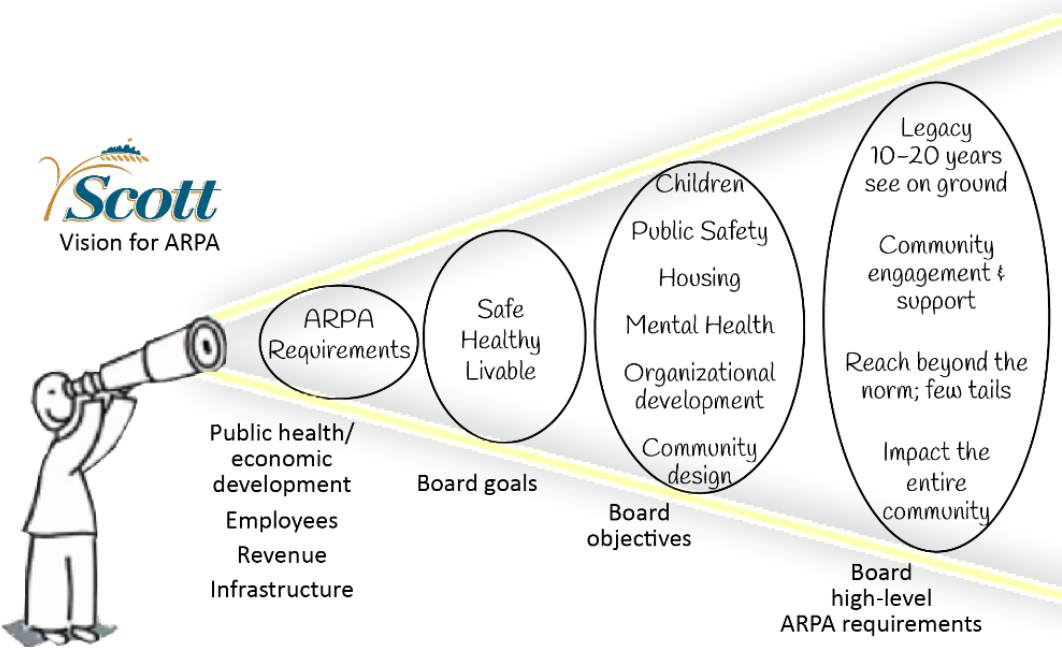 Scott
Vision for ARPA
ARPA
Requirements
Public health/
economic
development
Employees
Revenue
Infrastructure
Safe
Healthy
Livable
Board goals
Children
Public Safety
Housing
Mental Health
Organizational
development
Community
design
Board
objectives
Legacy
10–20 years
see on ground
Community
engagement &
support
Reach beyond the
norm; few tails
Impact the
entire
community
Board
high-level
ARPA requirements